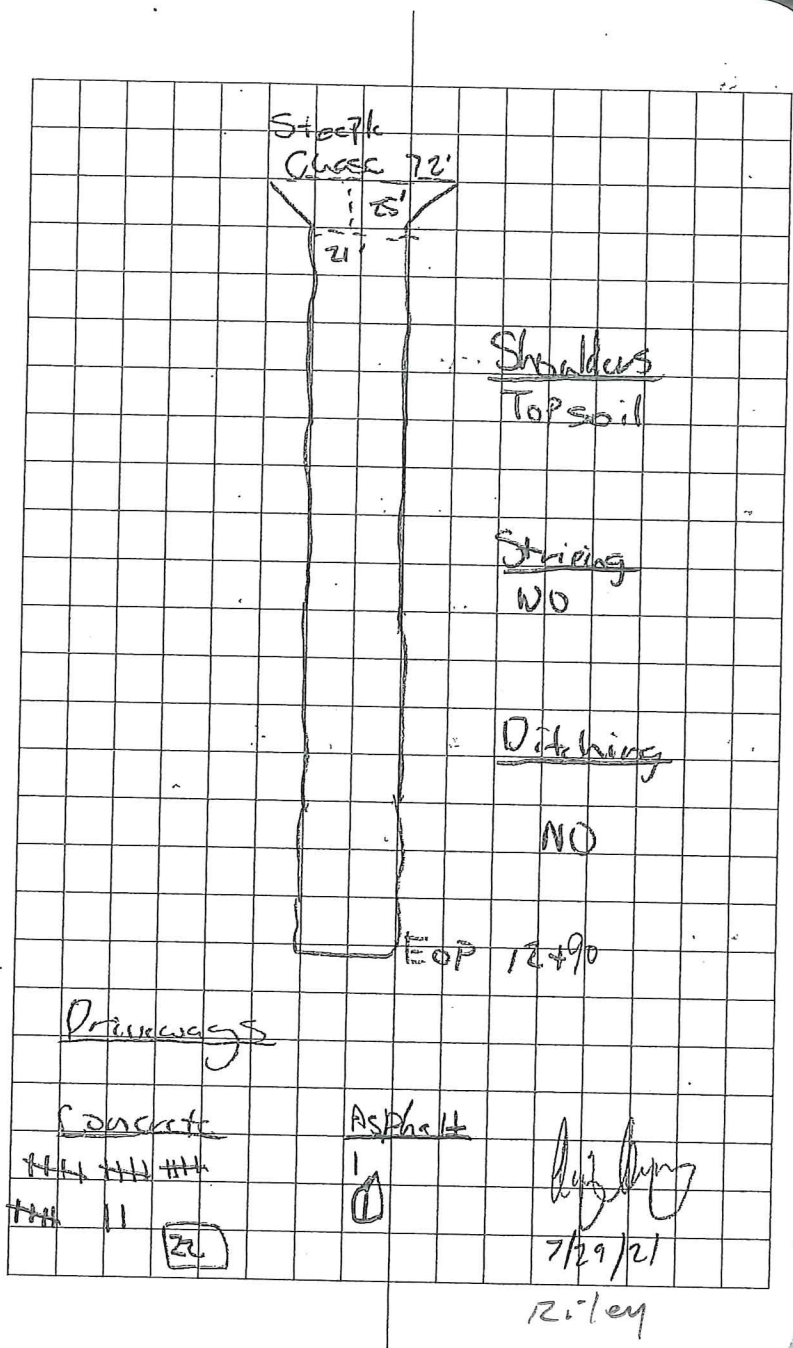 Steeple
Chase 72'
25'
21'
Shoulders
Topsoil
Striping
NO
Ditching
NO
EOP 12+90
Driveways
Concrete
Asphalt
22
1
7/29/21
Riley